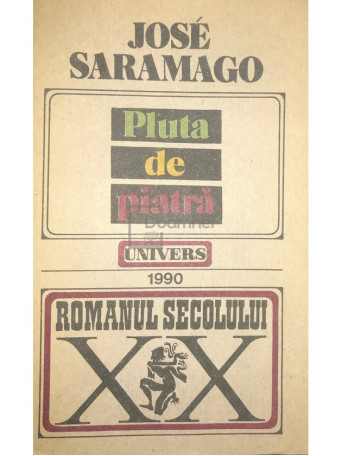 JOSÉ
SARAMAGO
Pluta
de
piatră
UNIVERS
1990
ROMANUL SECOLULUI
XX